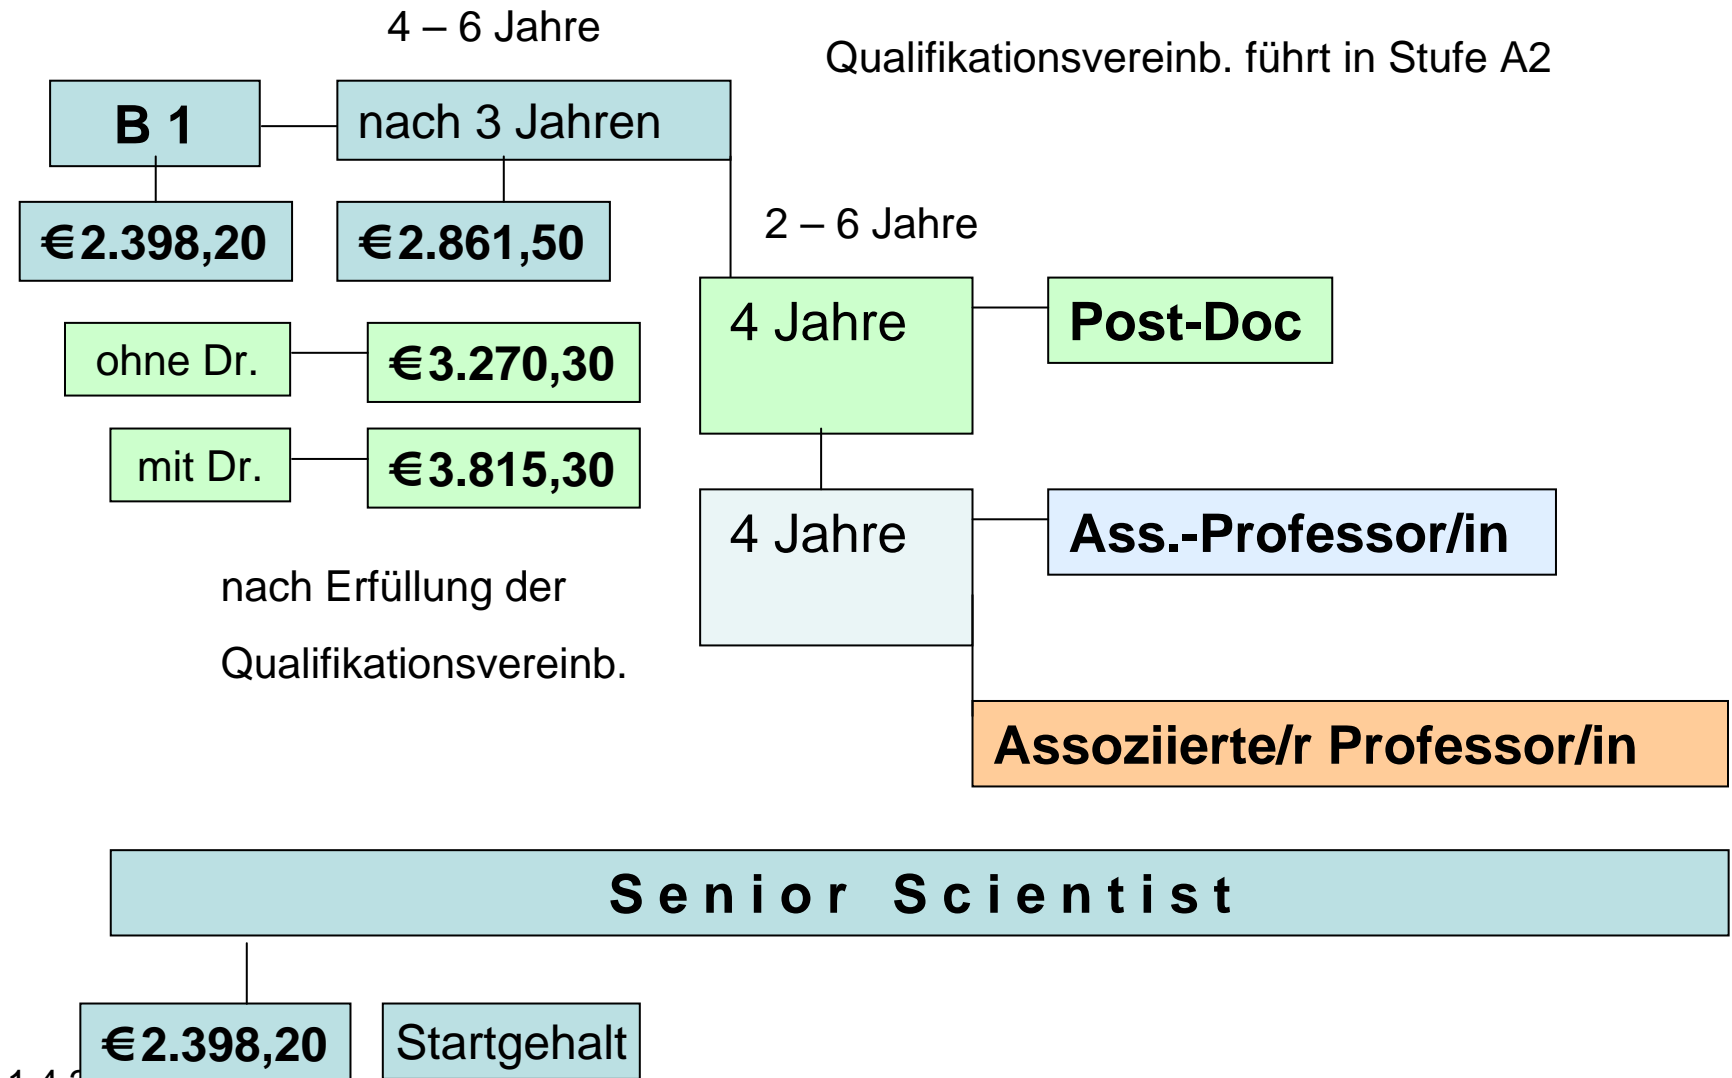 4 – 6 Jahre
Qualifikationsvereinb. führt in Stufe A2
B 1
nach 3 Jahren
€2.398,20
€2.861,50
2 – 6 Jahre
4 Jahre
Post-Doc
ohne Dr.
€3.270,30
mit Dr.
€3.815,30
4 Jahre
Ass.-Professor/in
nach Erfüllung der
Qualifikationsvereinb.
Assoziierte/r Professor/in
Senior Scientist
€2.398,20
Startgehalt